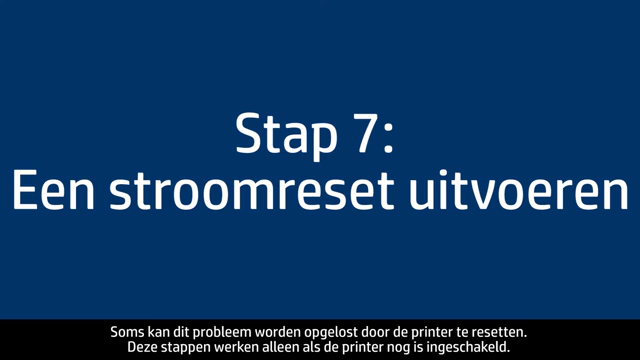 Stap 7:
Een stroomreset uitvoeren
Soms kan dit probleem worden opgelost door de printer te resetten.
Deze stappen werken alleen als de printer nog is ingeschakeld.